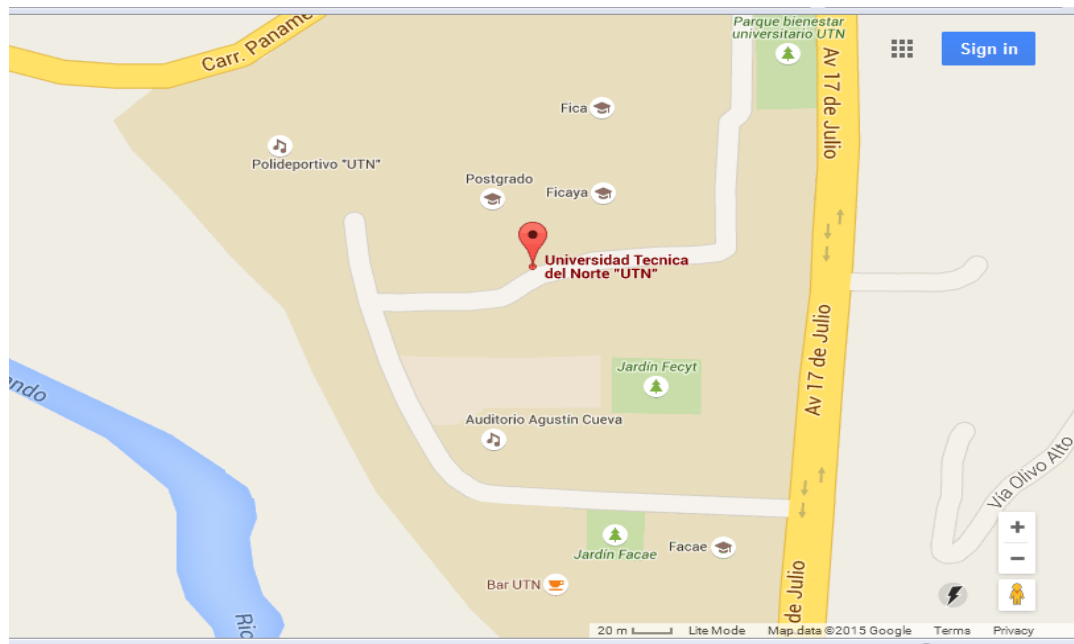 Parque bienestar
universitario UTN
Carr. Paname
Sign in
Av 17 de Julio
Fica
Polideportivo "UTN"
Postgrado
Ficaya
Universidad Tecnica
del Norte "UTN"
Av 17 de Julio
Jardín Fecyt
ando
Auditorio Agustín Cueva
Vía Olivo Alto
+
Jardín Facae
Facae
−
Bar UTN
de Julio
Rio
20 m
Lite Mode
Map data ©2015 Google
Terms
Privacy